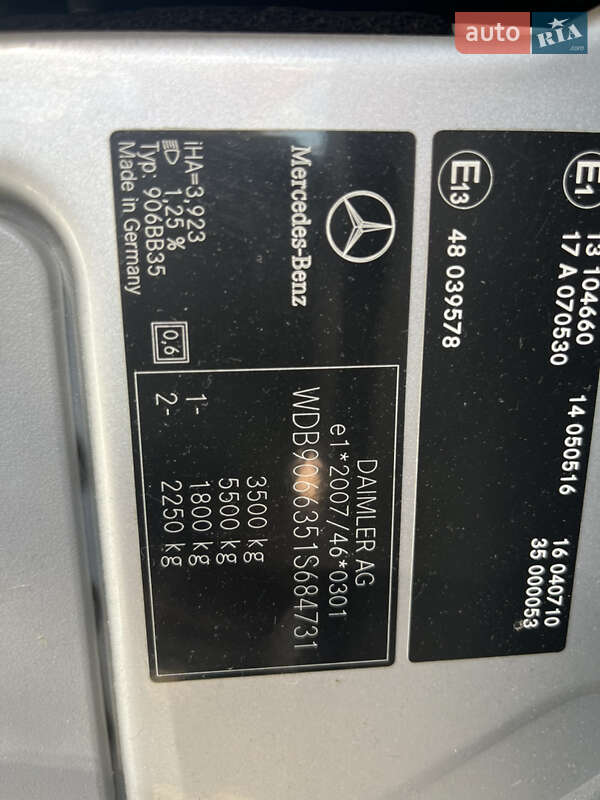 auto RIA .com
Mercedes-Benz
iHA=3,923
1,25 %
Typ: 906BB35
Made in Germany
0,6
DAIMLER AG
e1*2007/46*0301
WDB9066351S684731
3500 kg
5500 kg
1- 1800 kg
2- 2250 kg
E1 13 104660 14 050516 16 040710
17 A 070530 35 000053
E13 48 039578